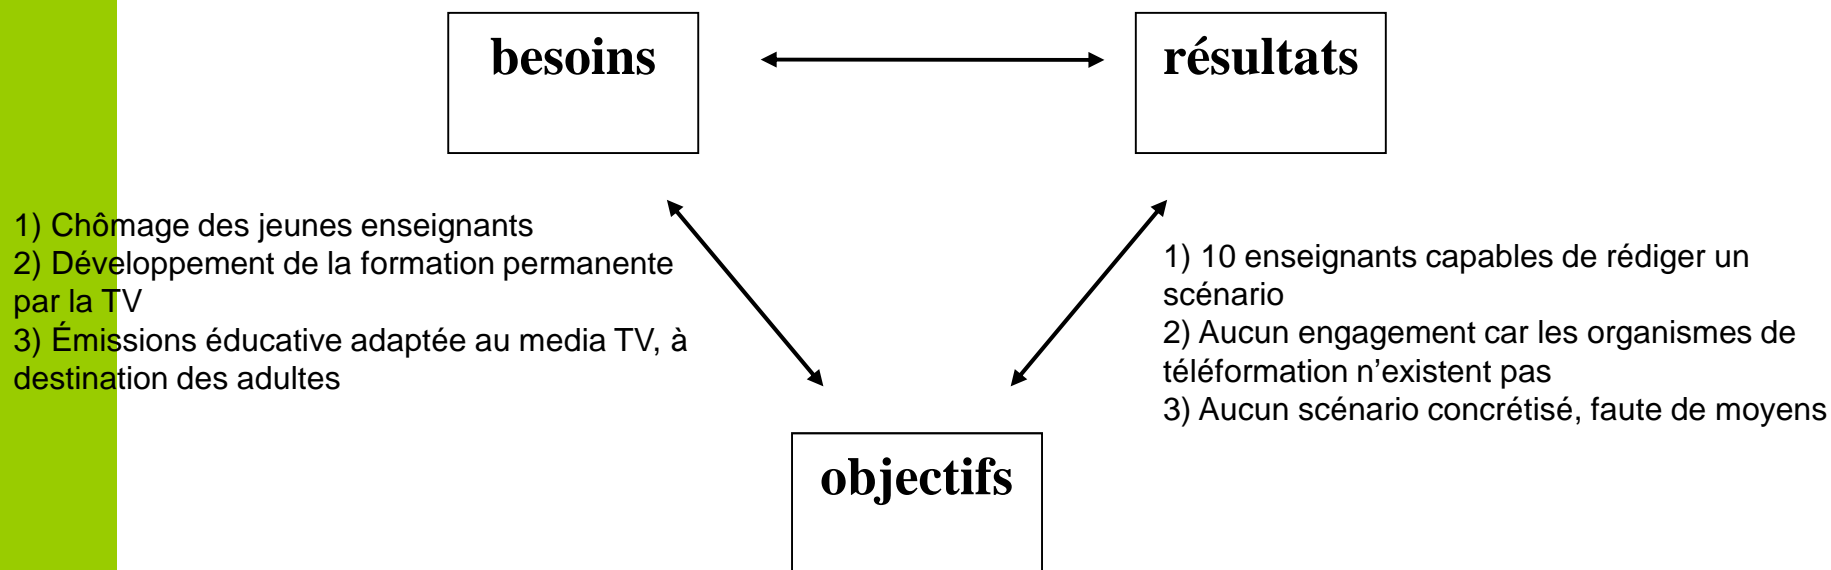 besoins
résultats
1) Chômage des jeunes enseignants
2) Développement de la formation permanente
par la TV
3) Émissions éducative adaptée au media TV, à
destination des adultes
1) 10 enseignants capables de rédiger un
scénario
2) Aucun engagement car les organismes de
téléformation n’existent pas
3) Aucun scénario concrétisé, faute de moyens
objectifs